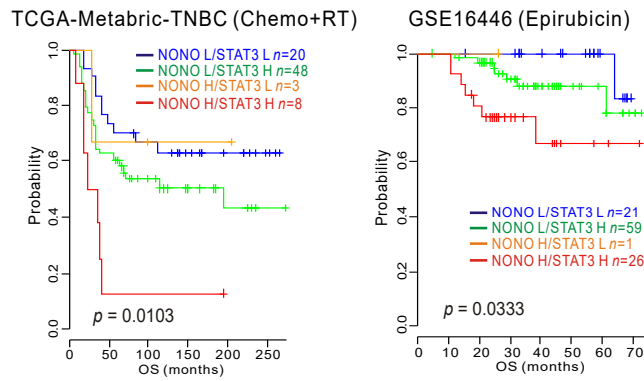 TCGA-Metabric-TNBC (Chemo+RT)
NONO L/STAT3 L n=20
NONO L/STAT3 H n=48
NONO H/STAT3 L n=3
NONO H/STAT3 H n=8
Probability
1.0
0.8
0.6
0.4
0.2
0.0
p = 0.0103
0 50 100 150 200 250
OS (months)
GSE16446 (Epirubicin)
Probability
1.0
0.8
0.6
0.4
0.2
0.0
NONO L/STAT3 L n=21
NONO L/STAT3 H n=59
NONO H/STAT3 L n=1
NONO H/STAT3 H n=26
p = 0.0333
0 10 20 30 40 50 60 70
OS (months)